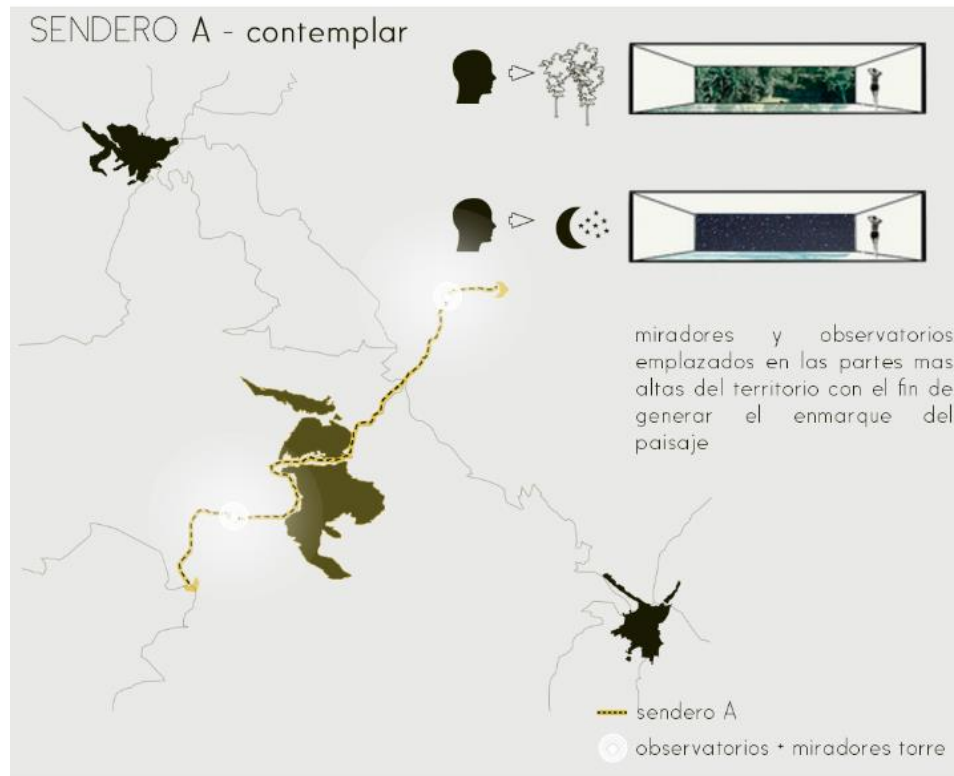 SENDERO A - contemplar
miradores y observatorios
emplazados en las partes mas
altas del territorio con el fin de
generar el enmarque del
paisaje
sendero A
observatorios + miradores torre